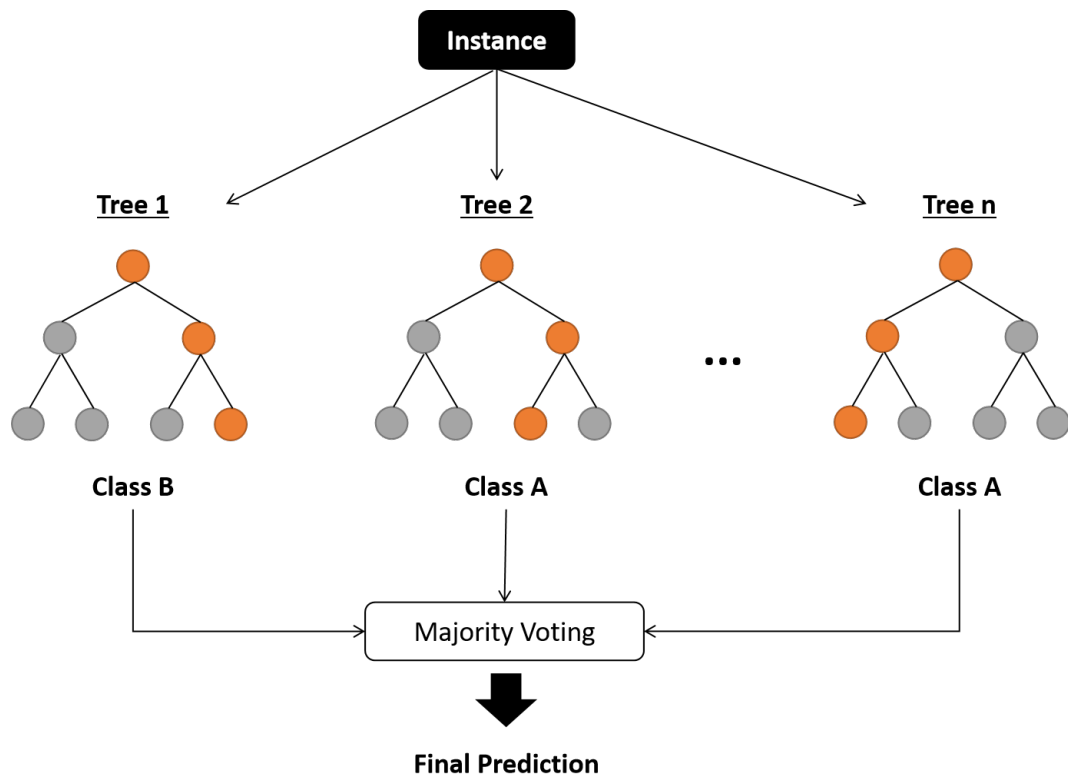 Instance
Tree 1
Tree 2
Tree n
...
Class B
Class A
Class A
Majority Voting
Final Prediction